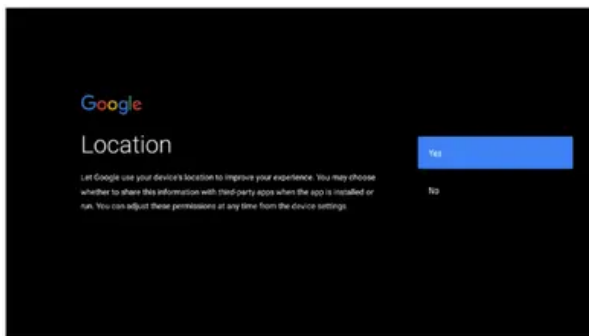 Google
Location
Let Google use your device's location to improve your experience. You may choose
whether to share this information with third-party apps when the app is installed or
run. You can adjust these permissions at any time from the device settings.
Yes
No